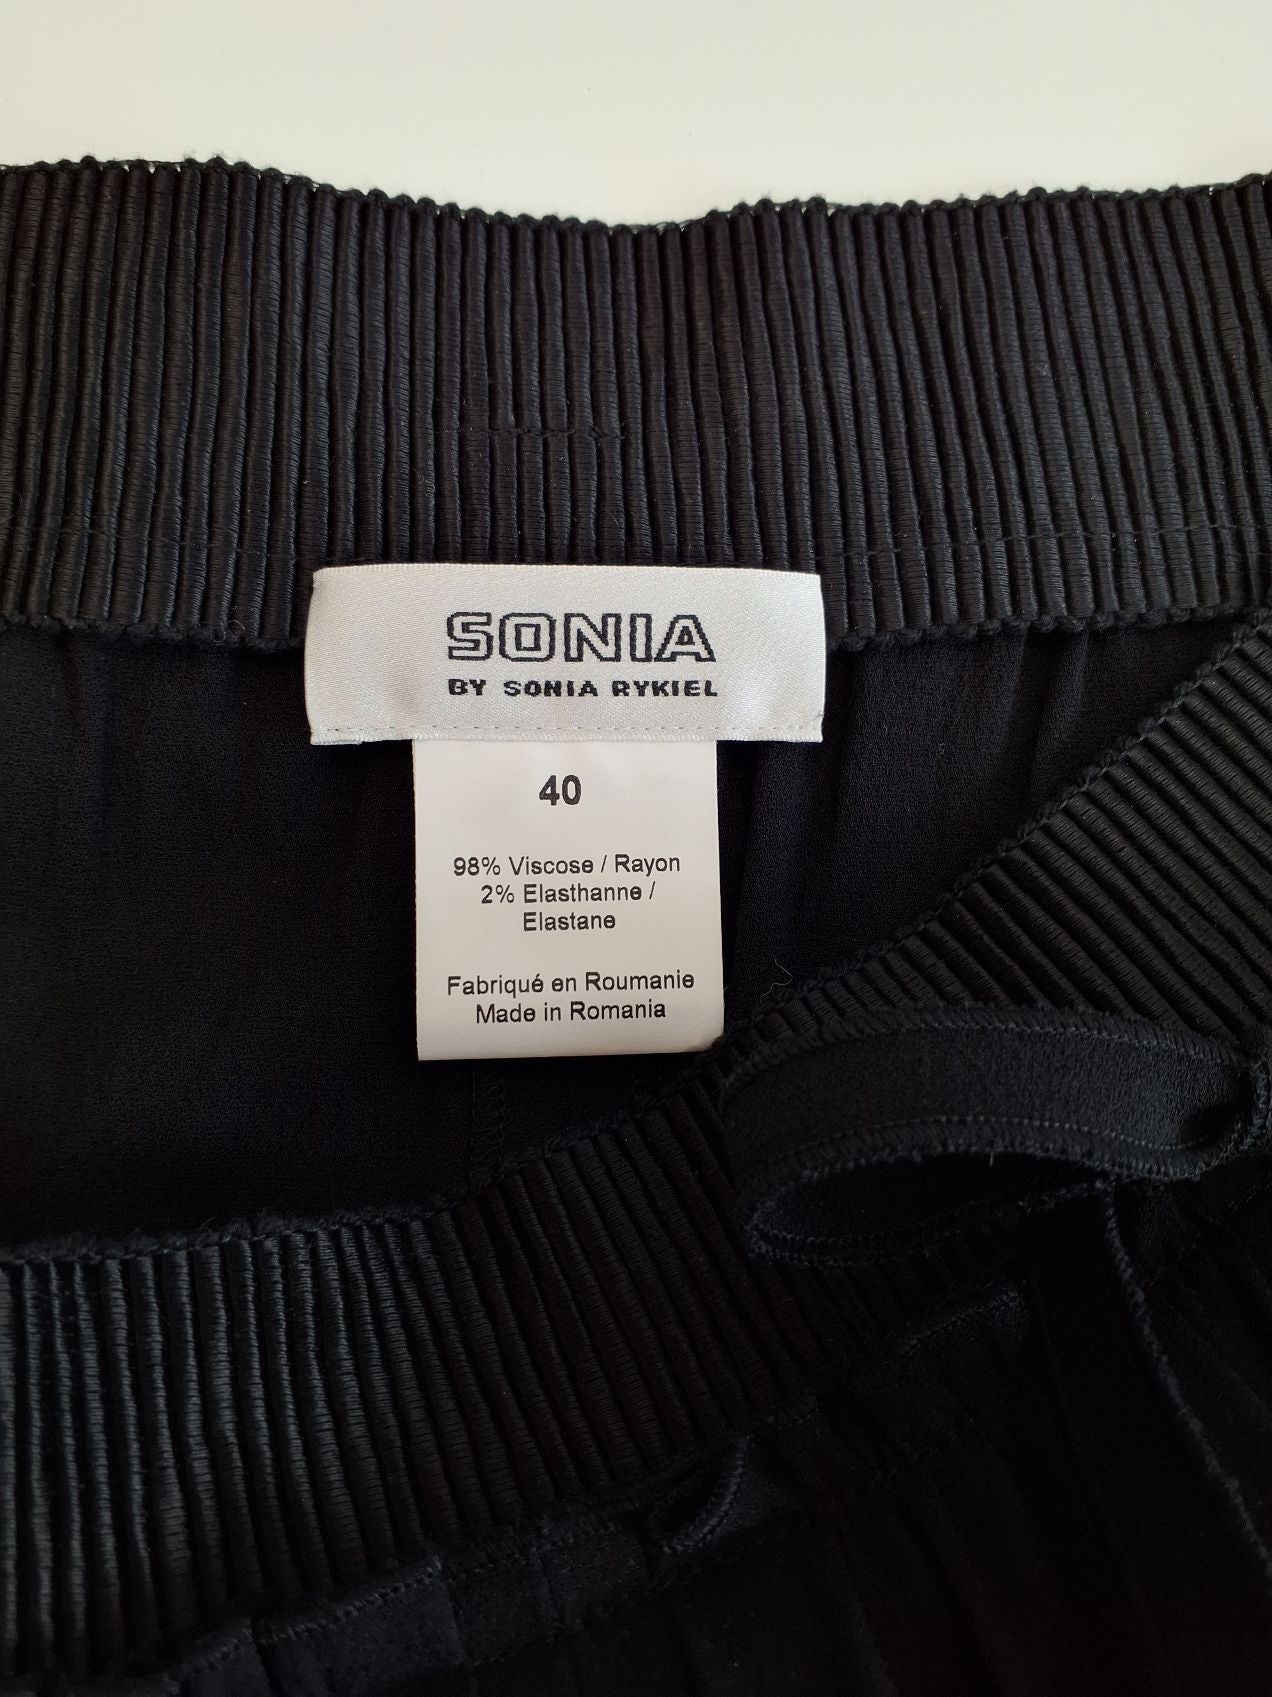 SONIA
BY SONIA RYKIEL
40
98% Viscose / Rayon
2% Elasthanne /
Elastane
Fabriqué en Roumanie
Made in Romania